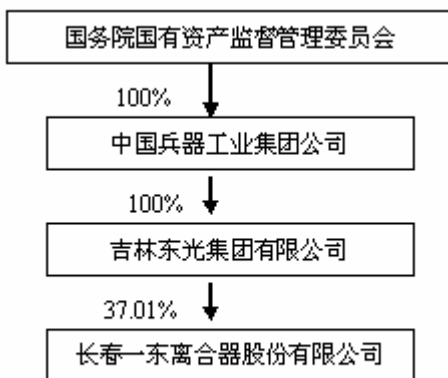 国务院国有资产监督管理委员会
100%
中国兵器工业集团公司
100%
吉林东光集团有限公司
37.01%
长春一东离合器股份有限公司